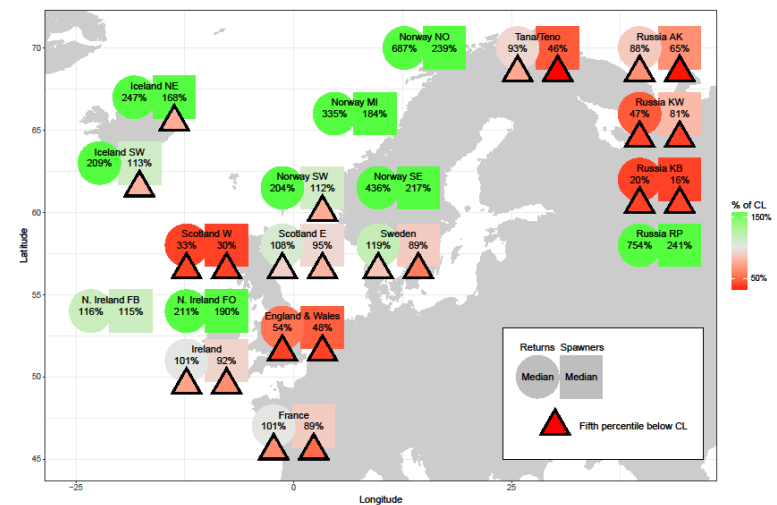 70
65
60
55
50
45
Latitude
−25
0
25
Longitude
Norway NO
687% 239%
Tana/Teno
93% 46%
Russia AK
88% 65%
Iceland NE
247% 168%
Norway MI
335% 184%
Russia KW
47% 81%
Iceland SW
209% 113%
Norway SW
204% 112%
Norway SE
436% 217%
Russia KB
20% 16%
Scotland W
33% 30%
Scotland E
108% 95%
Sweden
119% 89%
Russia RP
754% 241%
N. Ireland FB
116% 115%
N. Ireland FO
211% 190%
England & Wales
54% 48%
Ireland
101% 92%
France
101% 89%
% of CL
150%
100%
50%
Returns Spawners
Median Median
Fifth percentile below CL